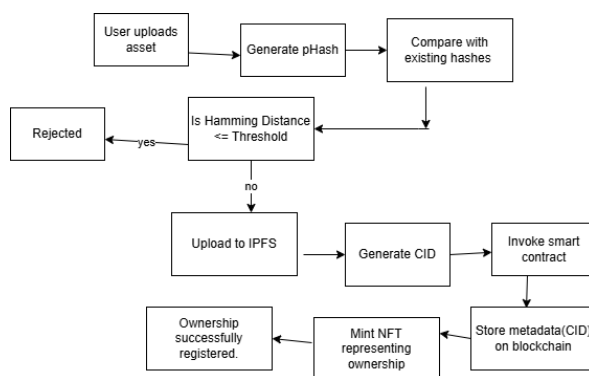 User uploads
asset
Generate pHash
Compare with
existing hashes
Is Hamming Distance
<= Threshold
yes
Rejected
no
Upload to IPFS
Generate CID
Invoke smart
contract
Store metadata(CID)
on blockchain
Mint NFT
representing
ownership
Ownership
successfully
registered.